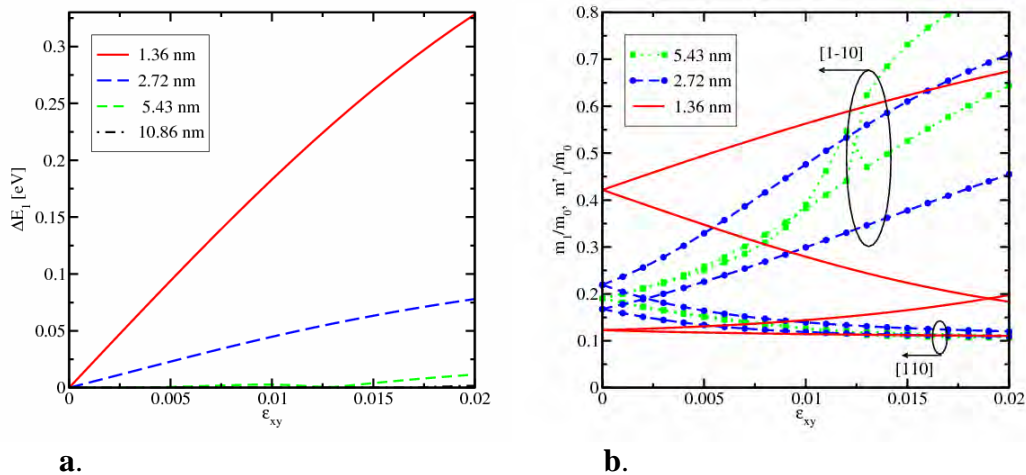 0.3
0.25
0.2
0.15
0.1
0.05
0
ΔE₁ [eV]
1.36 nm
2.72 nm
5.43 nm
10.86 nm
0
0.005
0.01
0.015
0.02
ε_xy
a.
0.8
0.7
0.6
0.5
0.4
0.3
0.2
0.1
0
m₁/m₀, m'₁/m₀
5.43 nm
2.72 nm
1.36 nm
[1-10]
[110]
0
0.005
0.01
0.015
0.02
ε_xy
b.